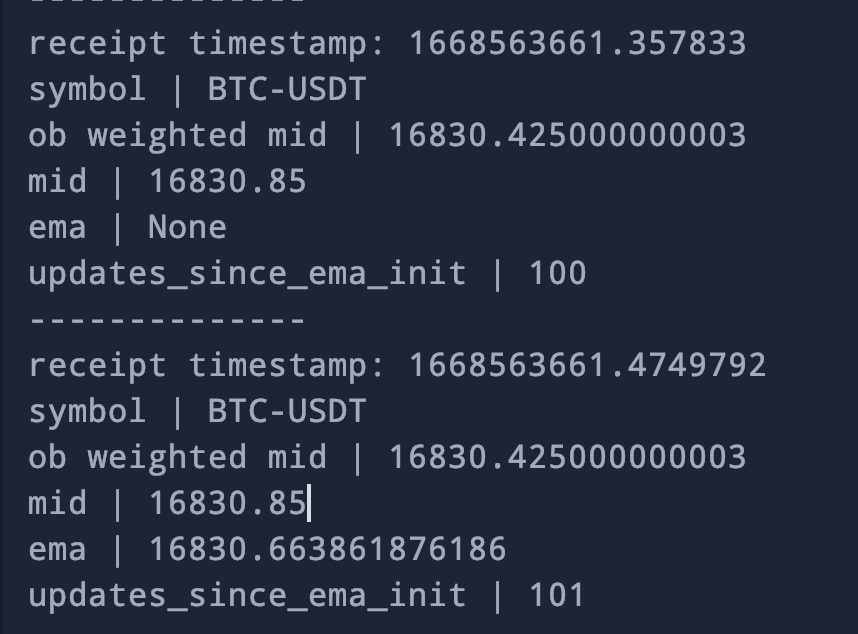 --------------
receipt timestamp: 1668563661.357833
symbol | BTC-USDT
ob weighted mid | 16830.425000000003
mid | 16830.85
ema | None
updates_since_ema_init | 100
--------------
receipt timestamp: 1668563661.4749792
symbol | BTC-USDT
ob weighted mid | 16830.425000000003
mid | 16830.85
ema | 16830.663861876186
updates_since_ema_init | 101